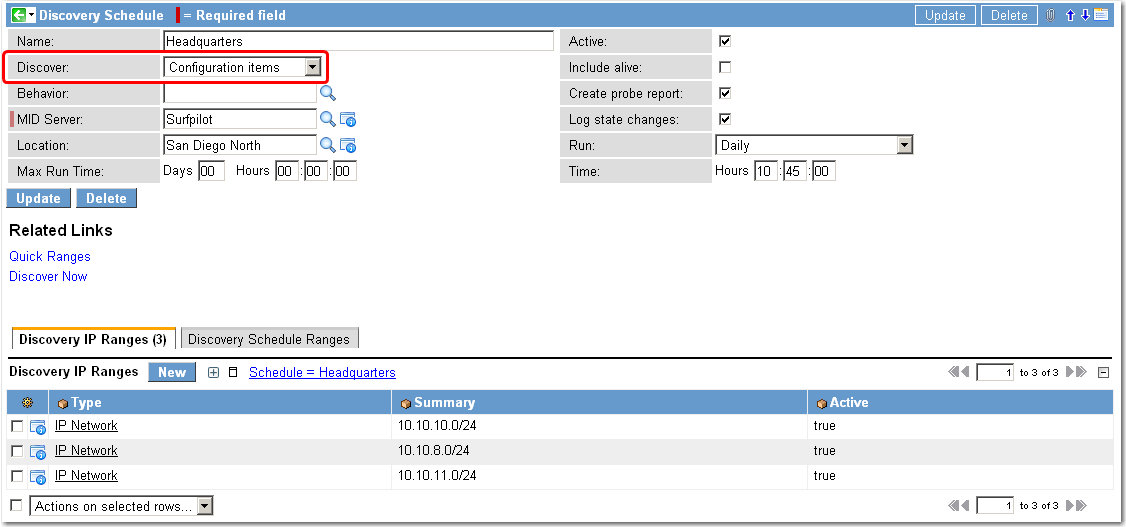 Discovery Schedule = Required field Update Delete
Name: Headquarters Active:
Discover: Configuration items Include alive:
Behavior: Create probe report:
MID Server: Surfpilot Log state changes:
Location: San Diego North Run: Daily
Max Run Time: Days 00 Hours 00 :00 :00 Time: Hours 10 :45 :00
Update Delete
Related Links
Quick Ranges
Discover Now
Discovery IP Ranges (3) Discovery Schedule Ranges
Discovery IP Ranges New Schedule = Headquarters 1 to 3 of 3
Type Summary Active
IP Network 10.10.10.0/24 true
IP Network 10.10.8.0/24 true
IP Network 10.10.11.0/24 true
Actions on selected rows... 1 to 3 of 3